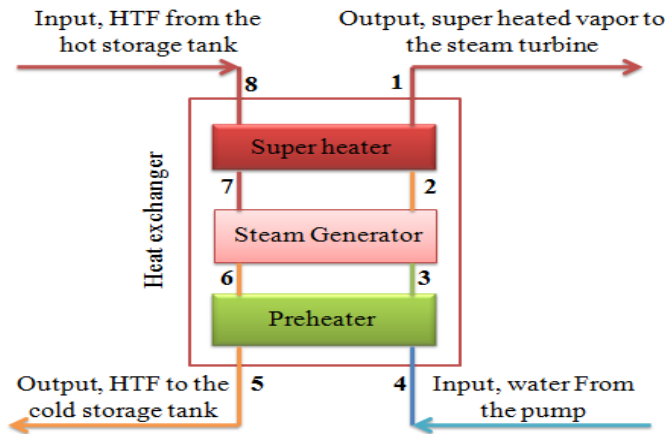 Input, HTF from the
hot storage tank
Output, super heated vapor to
the steam turbine
8
1
Super heater
7
2
Heat exchanger
Steam Generator
6
3
Preheater
5
4
Output, HTF to the
cold storage tank
Input, water From
the pump